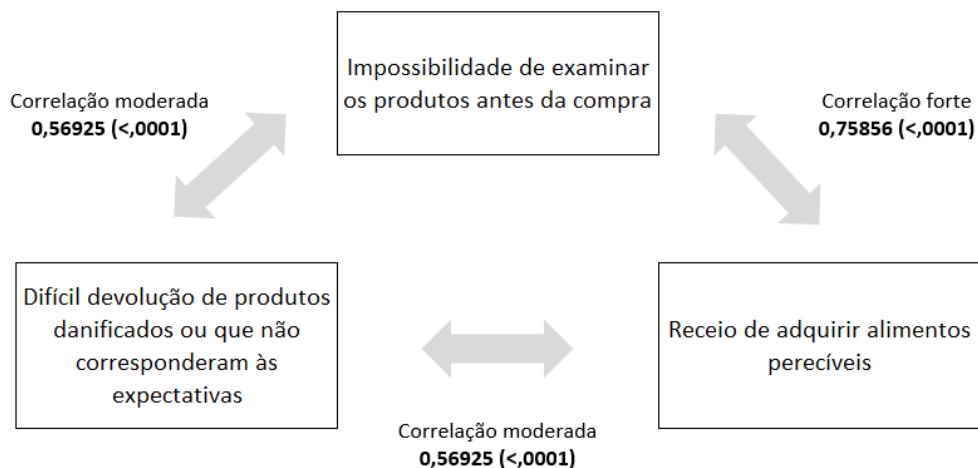 Impossibilidade de examinar
os produtos antes da compra
Correlação moderada
0,56925 (<,0001)
Correlação forte
0,75856 (<,0001)
Difícil devolução de produtos
danificados ou que não
corresponderam às
expectativas
Receio de adquirir alimentos
perecíveis
Correlação moderada
0,56925 (<,0001)